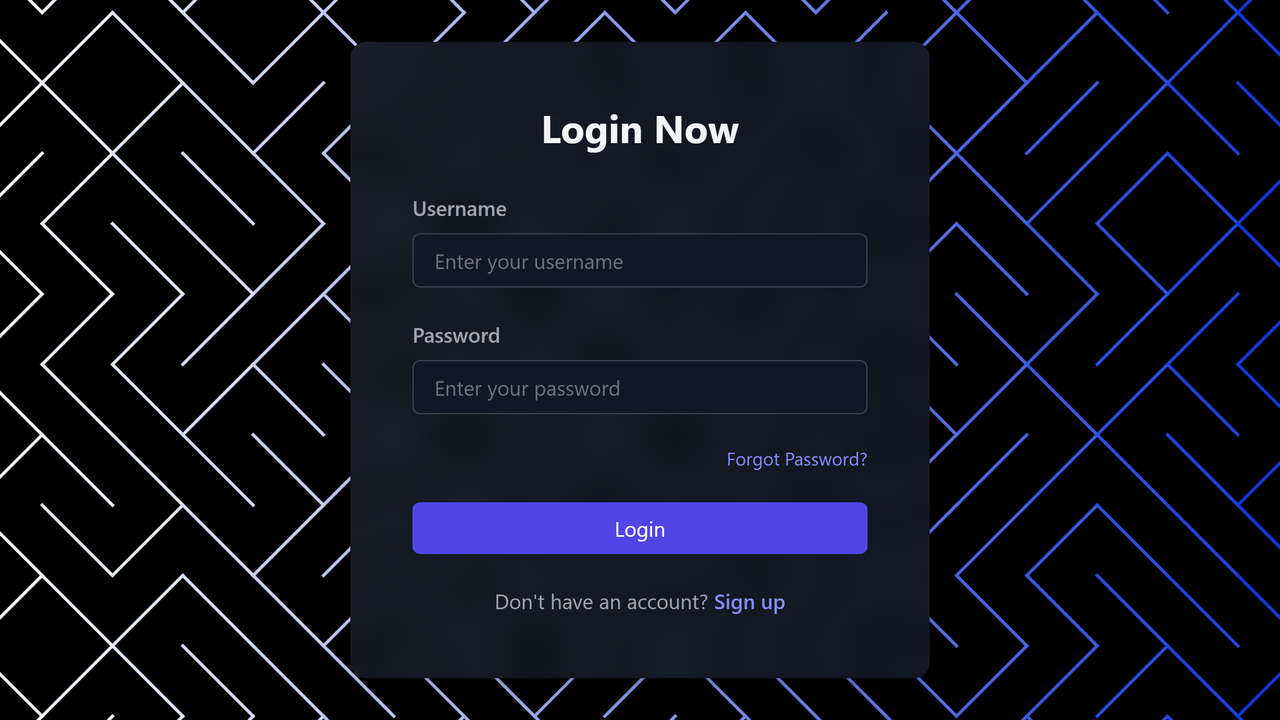 Login Now
Username
Enter your username
Password
Enter your password
Forgot Password?
Login
Don't have an account? Sign up